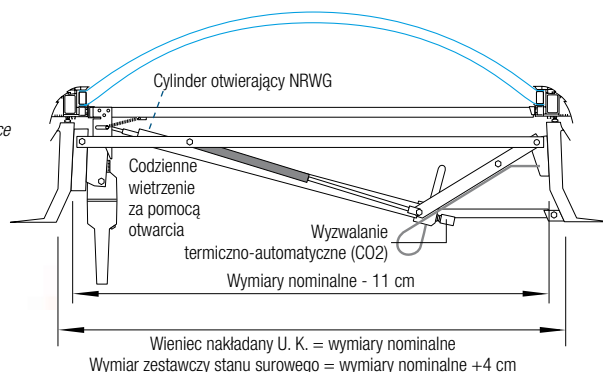 Cylinder otwierający NRWG
ce
Codzienne
wietrzenie
za pomocą
otwarcia
Wyzwalanie
termiczno-automatyczne (CO2)
Wymiary nominalne - 11 cm
Wieniec nakładany U. K. = wymiary nominalne
Wymiar zestawczy stanu surowego = wymiary nominalne +4 cm